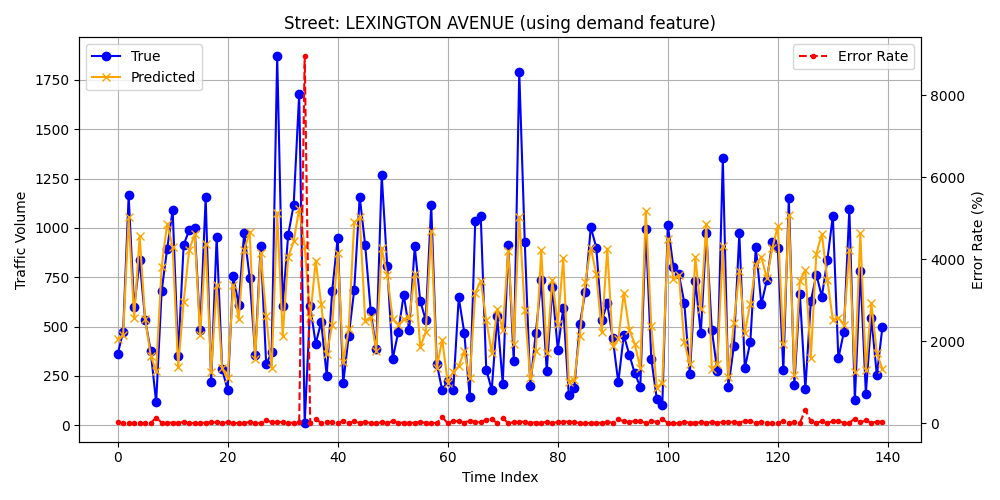 Street: LEXINGTON AVENUE (using demand feature)
True
Predicted
Error Rate
Traffic Volume
1750
1500
1250
1000
750
500
250
0
8000
6000
4000
2000
0
Error Rate (%)
0 20 40 60 80 100 120 140
Time Index